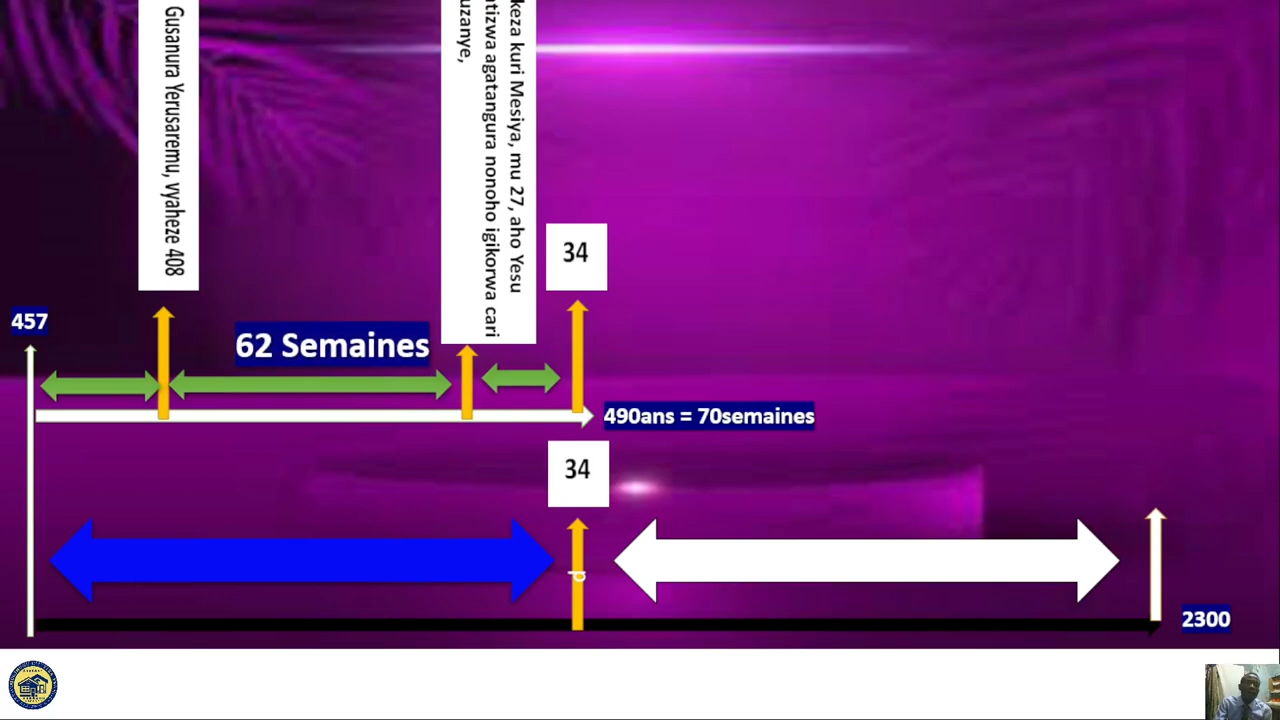 Gusanura Yerusaremu, vyaheze 408
keza kuri Mesiya, mu 27, aho Yesu
atizwa agatangura nonoho igikorwa cari
uzanye,
34
457
62 Semaines
490ans = 70semaines
34
d
2300